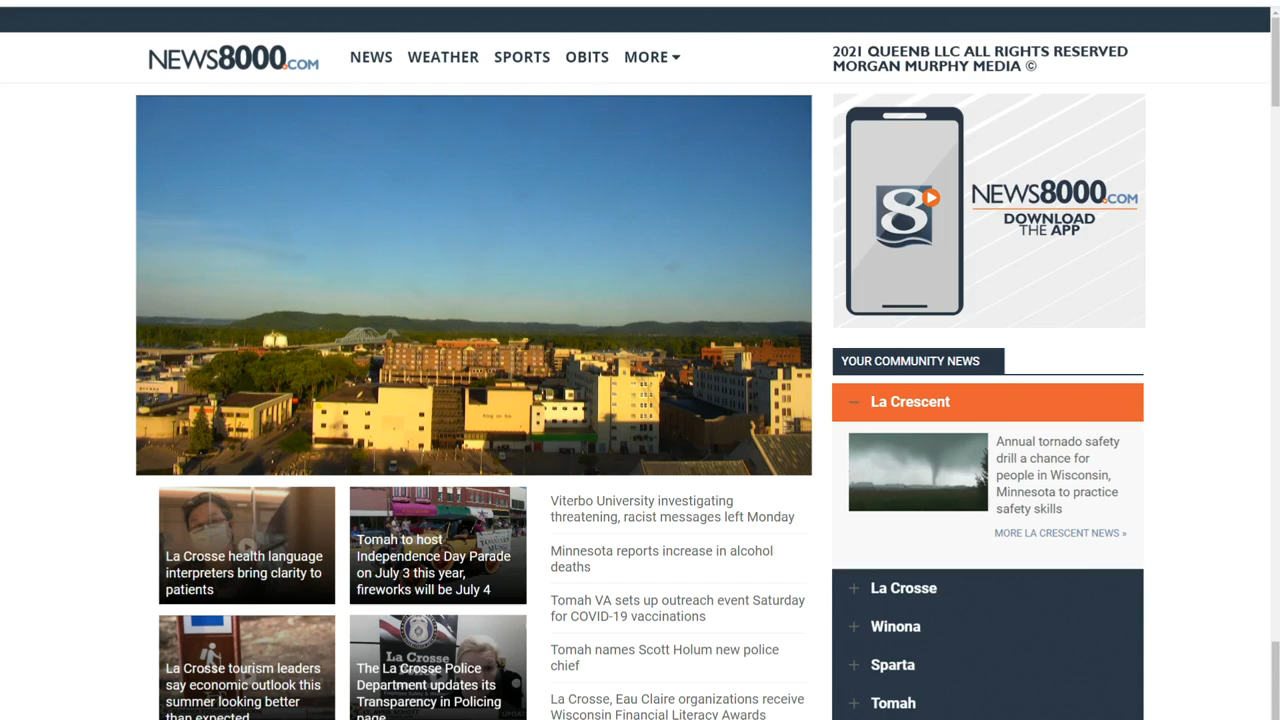 NEWS8000.COM
NEWS
WEATHER
SPORTS
OBITS
MORE
2021 QUEENB LLC ALL RIGHTS RESERVED
MORGAN MURPHY MEDIA ©
8
NEWS8000.COM
DOWNLOAD
THE APP
YOUR COMMUNITY NEWS
La Crescent
Annual tornado safety
drill a chance for
people in Wisconsin,
Minnesota to practice
safety skills
MORE LA CRESCENT NEWS »
La Crosse
Winona
Sparta
Tomah
La Crosse health language
interpreters bring clarity to
patients
Tomah to host
Independence Day Parade
on July 3 this year,
fireworks will be July 4
La Crosse tourism leaders
say economic outlook this
summer looking better
than expected
La Crosse
The La Crosse Police
Department updates its
Transparency in Policing
page
Viterbo University investigating
threatening, racist messages left Monday
Minnesota reports increase in alcohol
deaths
Tomah VA sets up outreach event Saturday
for COVID-19 vaccinations
Tomah names Scott Holum new police
chief
La Crosse, Eau Claire organizations receive
Wisconsin Financial Literacy Awards